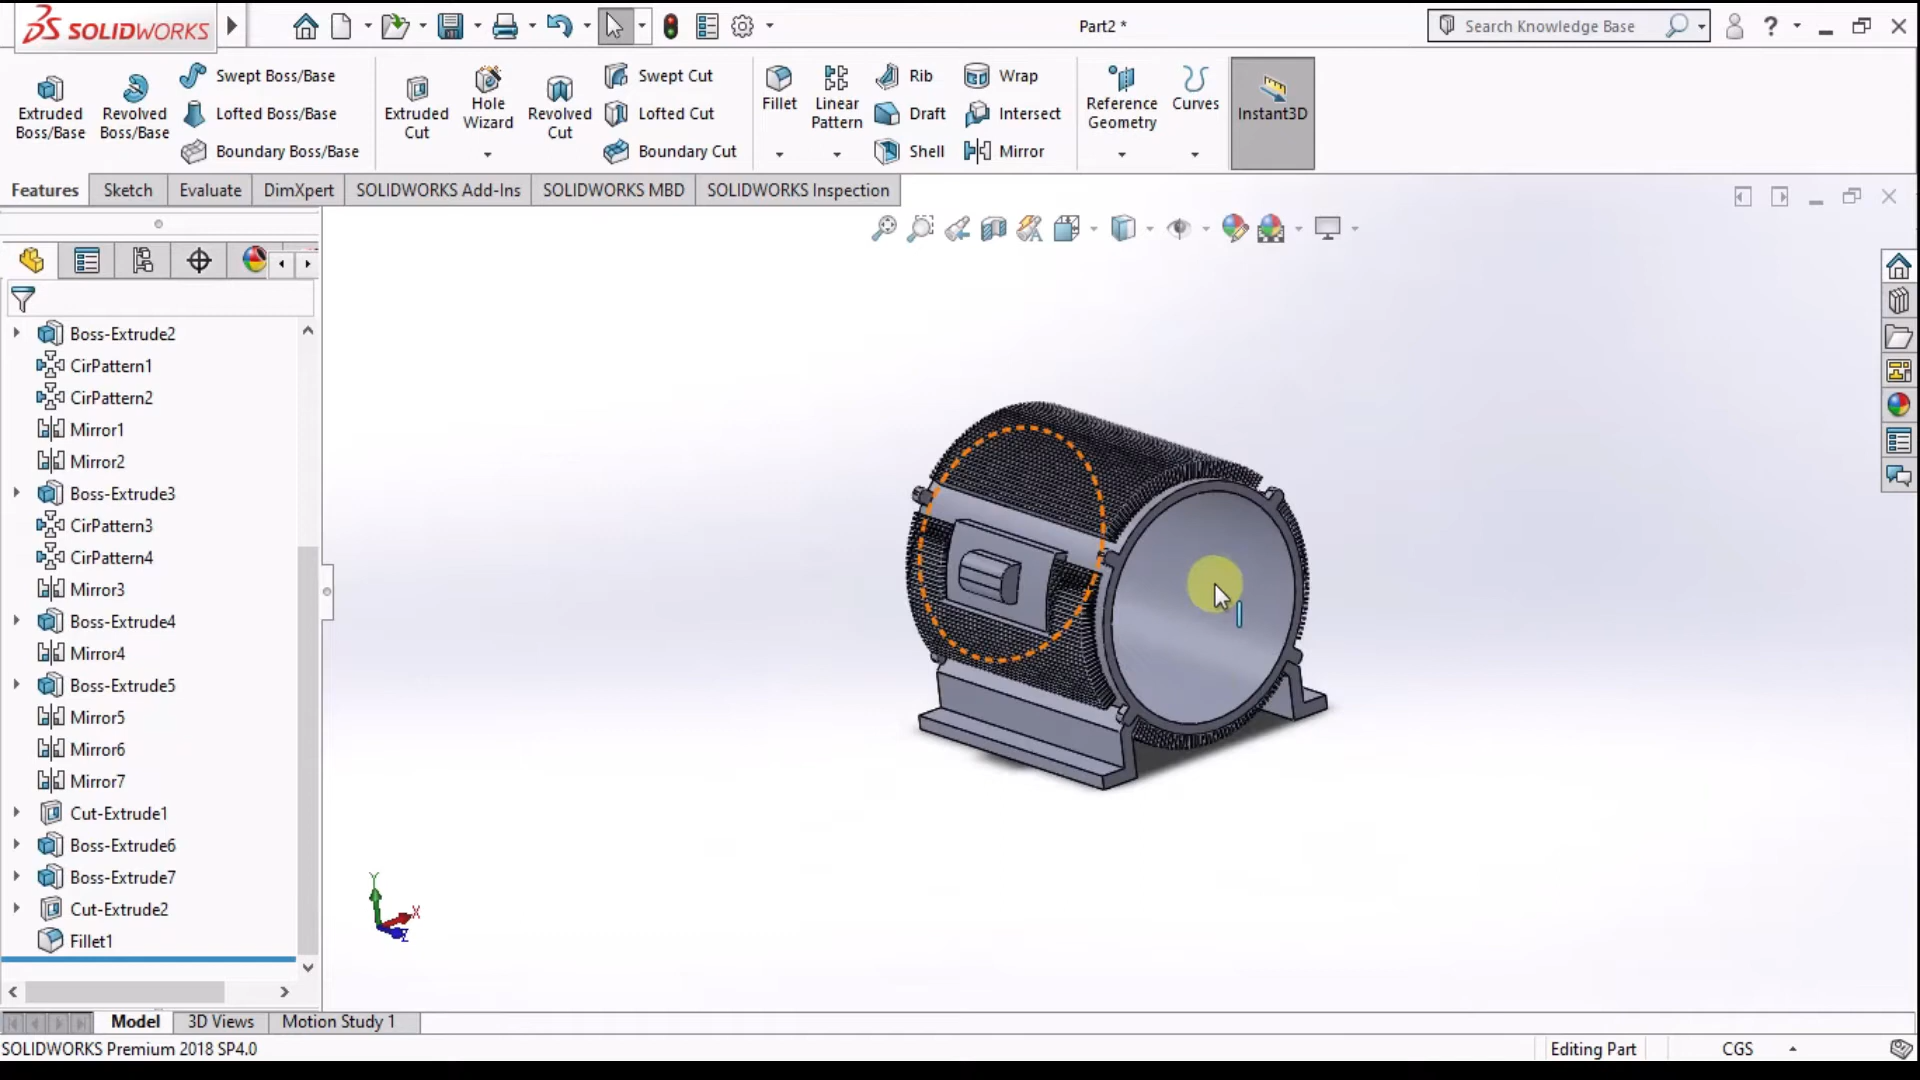 SOLIDWORKS
Part2 *
Search Knowledge Base
?
Extruded Boss/Base
Revolved Boss/Base
Swept Boss/Base
Lofted Boss/Base
Boundary Boss/Base
Extruded Cut
Hole Wizard
Revolved Cut
Swept Cut
Lofted Cut
Boundary Cut
Fillet
Linear Pattern
Rib
Draft
Shell
Wrap
Intersect
Mirror
Reference Geometry
Curves
Instant3D
Features
Sketch
Evaluate
DimXpert
SOLIDWORKS Add-Ins
SOLIDWORKS MBD
SOLIDWORKS Inspection
Boss-Extrude2
CirPattern1
CirPattern2
Mirror1
Mirror2
Boss-Extrude3
CirPattern3
CirPattern4
Mirror3
Boss-Extrude4
Mirror4
Boss-Extrude5
Mirror5
Mirror6
Mirror7
Cut-Extrude1
Boss-Extrude6
Boss-Extrude7
Cut-Extrude2
Fillet1
Y
X
Z
Model
3D Views
Motion Study 1
SOLIDWORKS Premium 2018 SP4.0
Editing Part
CGS